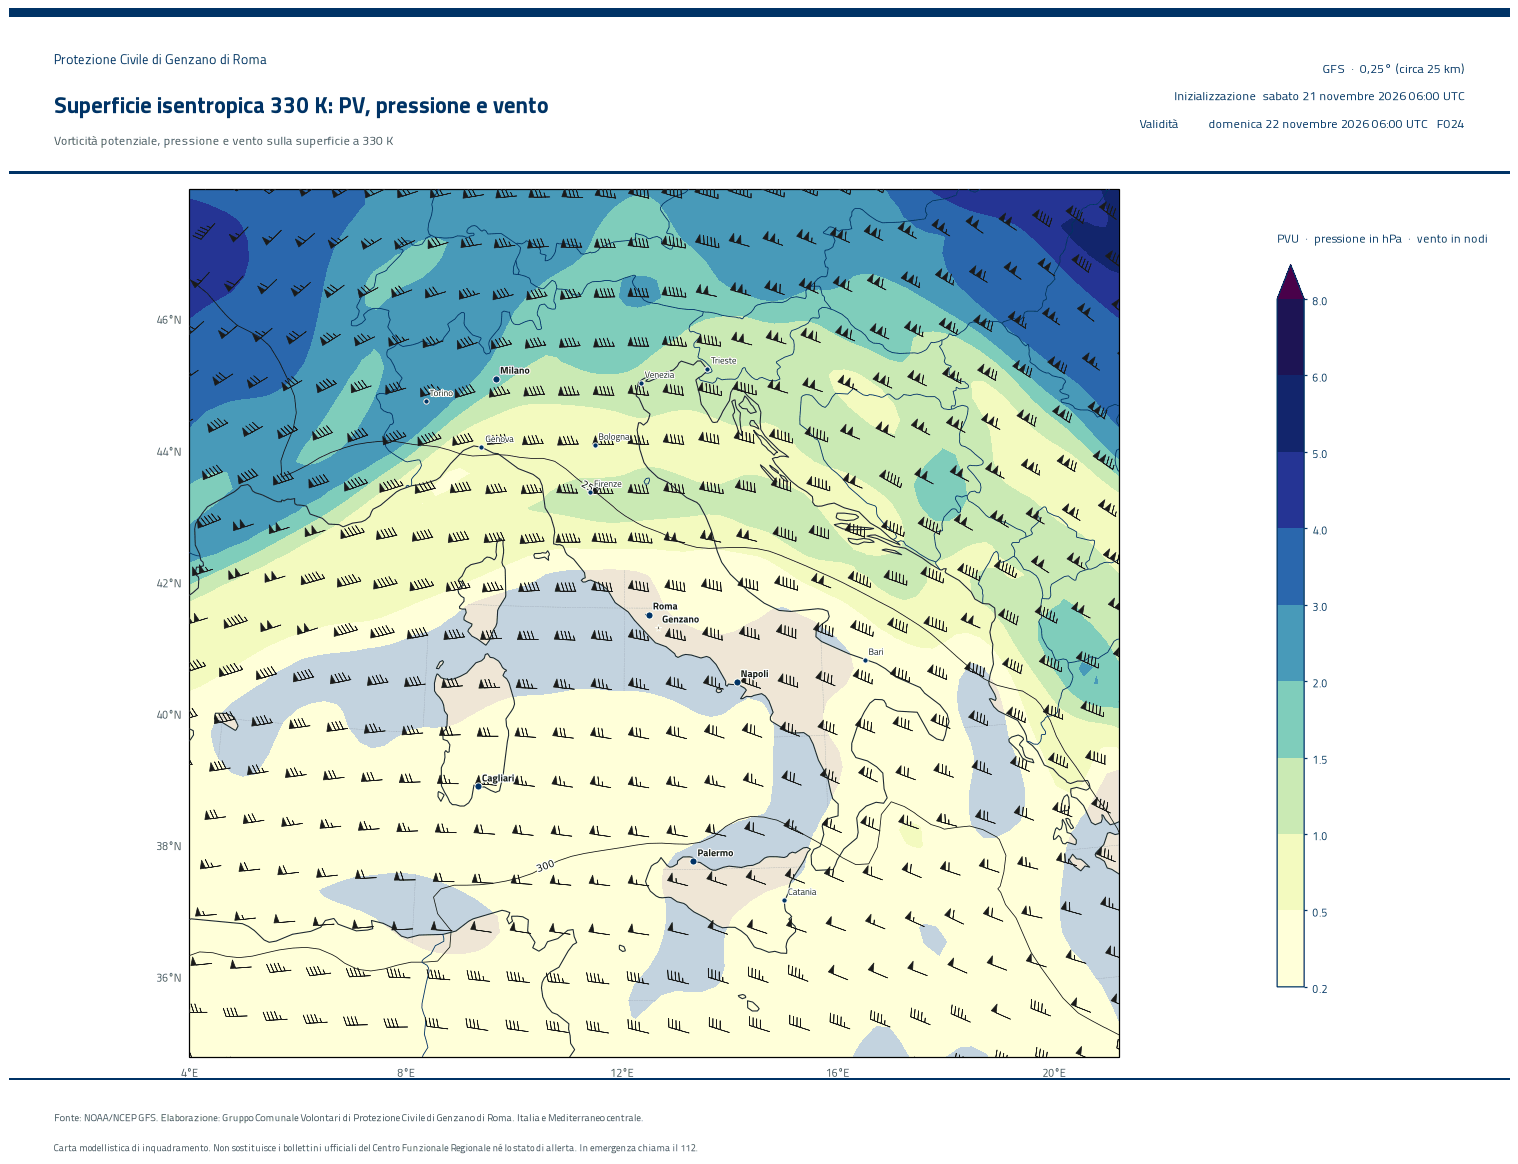 Protezione Civile di Genzano di Roma
Superficie isentropica 330 K: PV, pressione e vento
Vorticità potenziale, pressione e vento sulla superficie a 330 K
GFS · 0,25° (circa 25 km)
Inizializzazione sabato 21 novembre 2026 06:00 UTC
Validità domenica 22 novembre 2026 06:00 UTC F024
PVU · pressione in hPa · vento in nodi
8.0
6.0
5.0
4.0
3.0
2.0
1.5
1.0
0.5
0.2
46°N
44°N
42°N
40°N
38°N
36°N
4°E
8°E
12°E
16°E
20°E
Trieste
Milano
Venezia
Torino
Genova
Bologna
Firenze
Roma
Genzano
Bari
Napoli
Cagliari
Palermo
300
Catania
Fonte: NOAA/NCEP GFS. Elaborazione: Gruppo Comunale Volontari di Protezione Civile di Genzano di Roma. Italia e Mediterraneo centrale.
Carta modellistica di inquadramento. Non sostituisce i bollettini ufficiali del Centro Funzionale Regionale né lo stato di allerta. In emergenza chiama il 112.